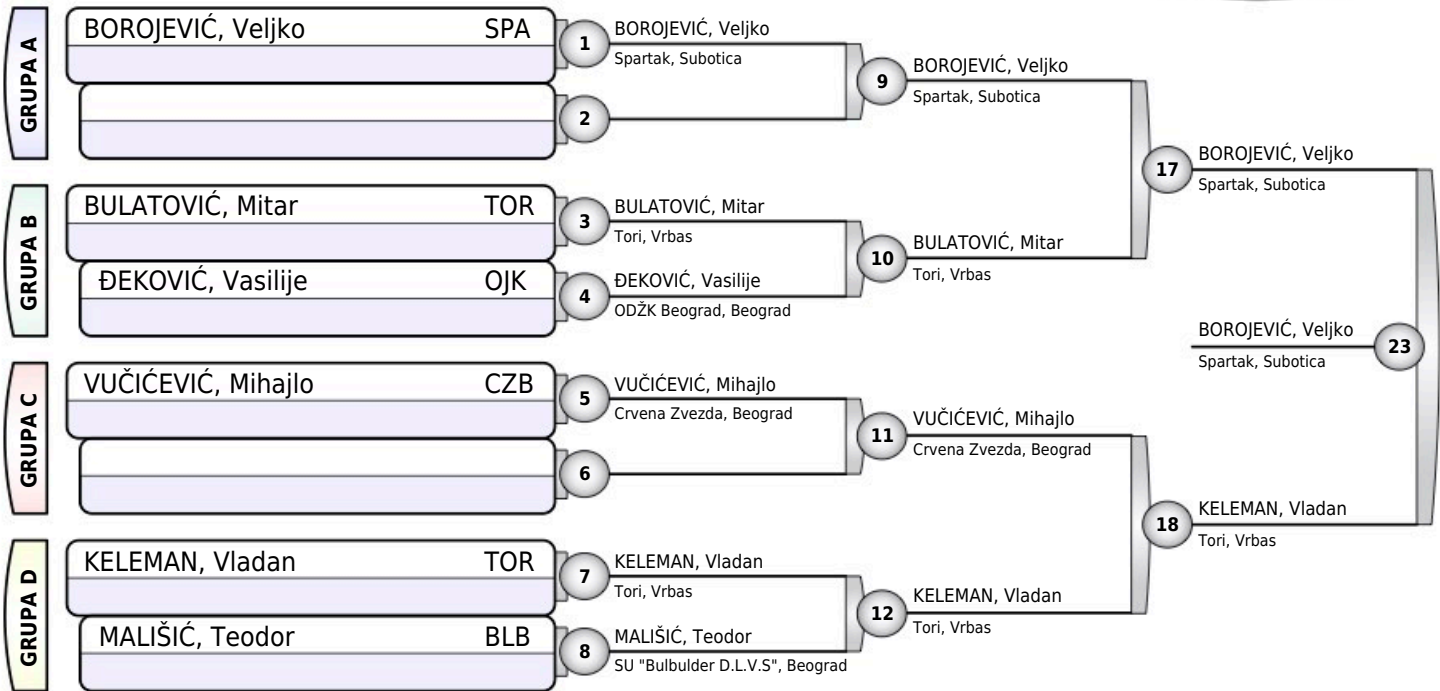 GRUPA A
BOROJEVIĆ, Veljko SPA
1
BOROJEVIĆ, Veljko
Spartak, Subotica
2
9
BOROJEVIĆ, Veljko
Spartak, Subotica
GRUPA B
BULATOVIĆ, Mitar TOR
3
BULATOVIĆ, Mitar
Tori, Vrbas
ĐEKOVIĆ, Vasilije OJK
4
ĐEKOVIĆ, Vasilije
ODŽK Beograd, Beograd
10
BULATOVIĆ, Mitar
Tori, Vrbas
17
BOROJEVIĆ, Veljko
Spartak, Subotica
GRUPA C
VUČIĆEVIĆ, Mihajlo CZB
5
VUČIĆEVIĆ, Mihajlo
Crvena Zvezda, Beograd
6
11
VUČIĆEVIĆ, Mihajlo
Crvena Zvezda, Beograd
GRUPA D
KELEMAN, Vladan TOR
7
KELEMAN, Vladan
Tori, Vrbas
MALIŠIĆ, Teodor BLB
8
MALIŠIĆ, Teodor
SU "Bulbulder D.L.V.S", Beograd
12
KELEMAN, Vladan
Tori, Vrbas
18
KELEMAN, Vladan
Tori, Vrbas
BOROJEVIĆ, Veljko
Spartak, Subotica
23